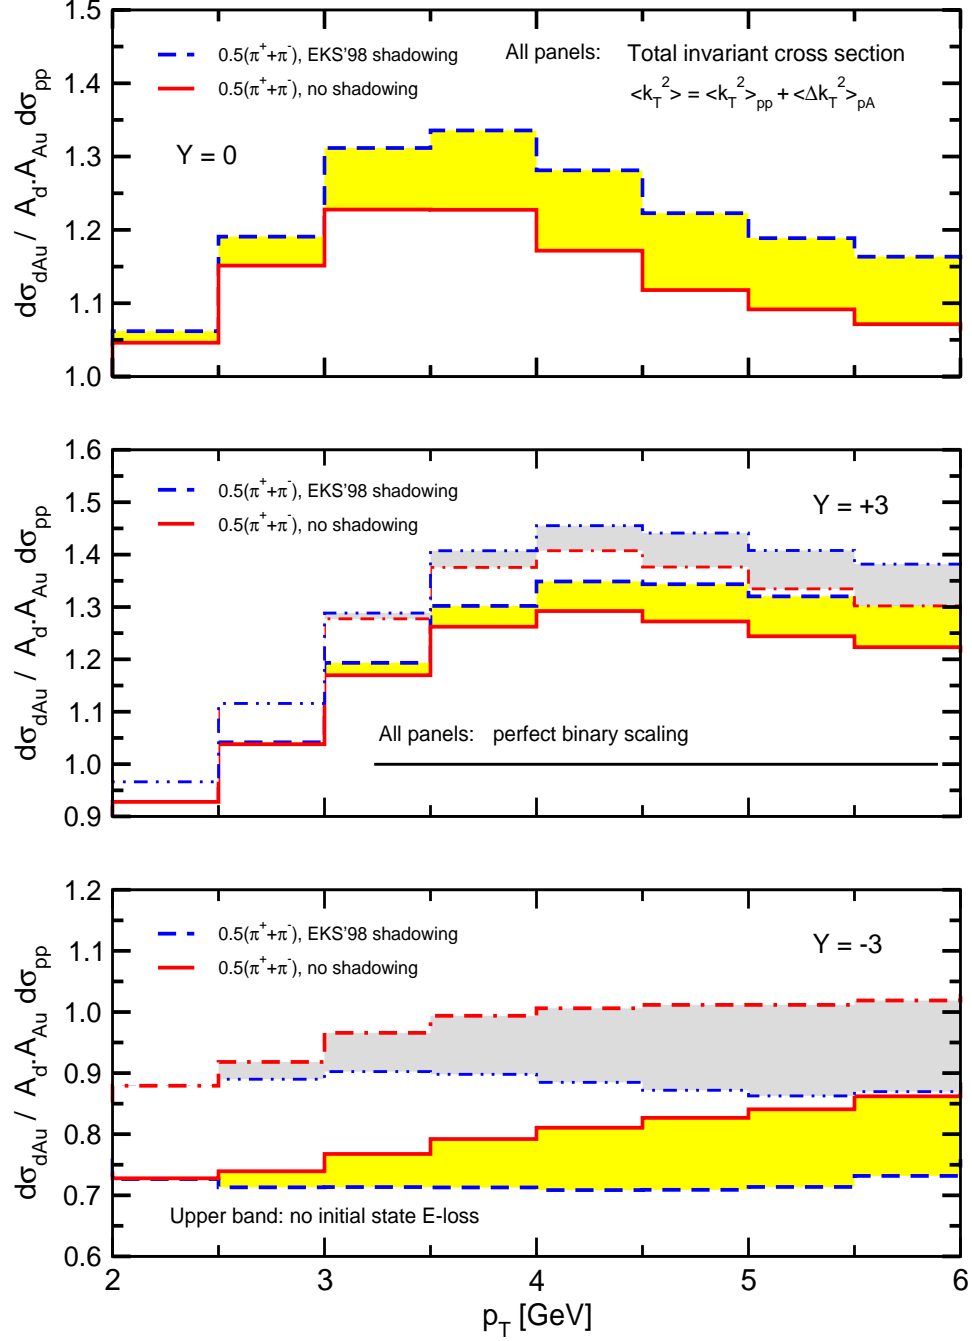 1.5
1.4
1.3
1.2
1.1
1.0
dσ_dAu / A_d.A_Au dσ_pp
0.5(π⁺+π⁻), EKS'98 shadowing
0.5(π⁺+π⁻), no shadowing
All panels: Total invariant cross section
<k_T²> = <k_T²>_pp + <Δk_T²>_pA
Y = 0
1.6
1.5
1.4
1.3
1.2
1.1
1.0
0.9
dσ_dAu / A_d.A_Au dσ_pp
0.5(π⁺+π⁻), EKS'98 shadowing
0.5(π⁺+π⁻), no shadowing
Y = +3
All panels: perfect binary scaling
1.2
1.1
1.0
0.9
0.8
0.7
0.6
dσ_dAu / A_d.A_Au dσ_pp
0.5(π⁺+π⁻), EKS'98 shadowing
0.5(π⁺+π⁻), no shadowing
Y = -3
Upper band: no initial state E-loss
2 3 4 5 6
p_T [GeV]